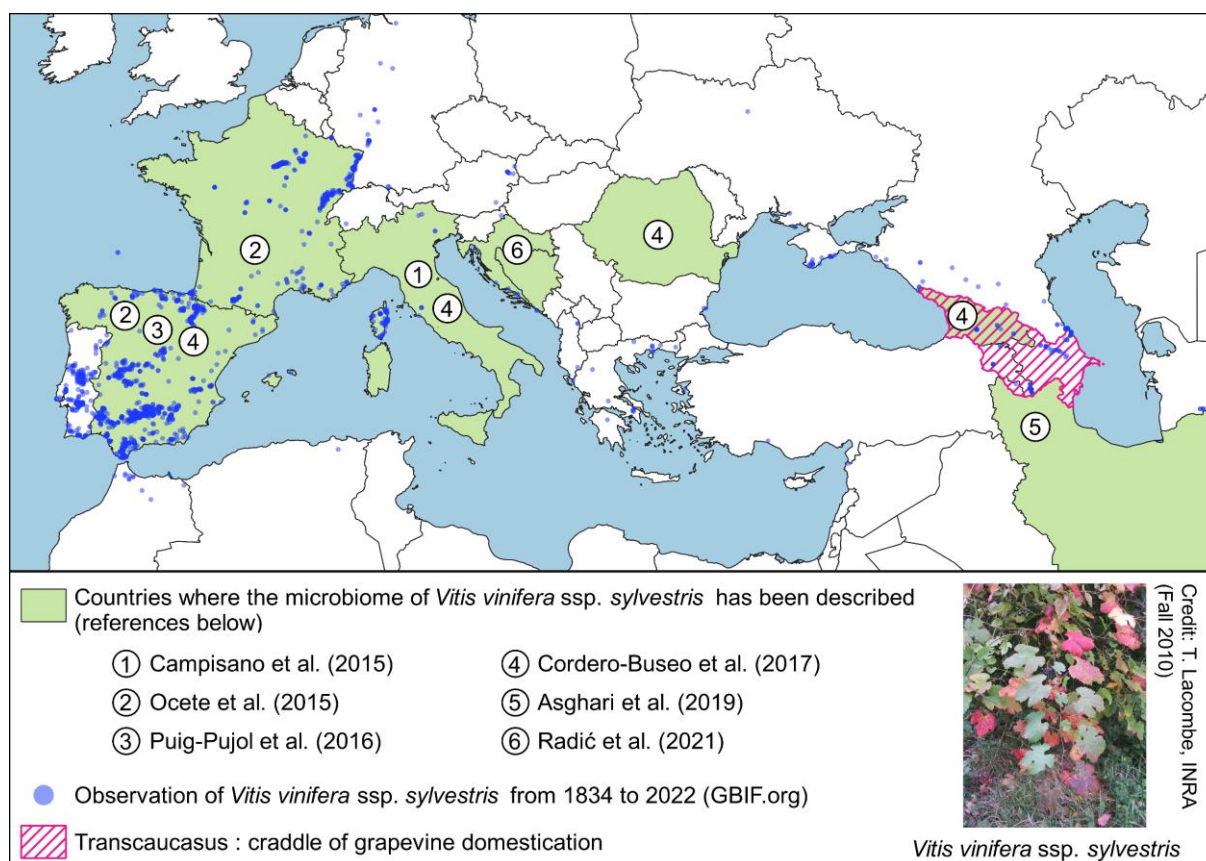 2
1
4
6
4
2
3
4
4
5
Countries where the microbiome of Vitis vinifera ssp. sylvestris has been described
(references below)
1 Campisano et al. (2015)
2 Ocete et al. (2015)
3 Puig-Pujol et al. (2016)
4 Cordero-Buseo et al. (2017)
5 Asghari et al. (2019)
6 Radić et al. (2021)
Observation of Vitis vinifera ssp. sylvestris from 1834 to 2022 (GBIF.org)
Transcaucasus : craddle of grapevine domestication
Credit: T. Lacombe, INRA
(Fall 2010)
Vitis vinifera ssp. sylvestris